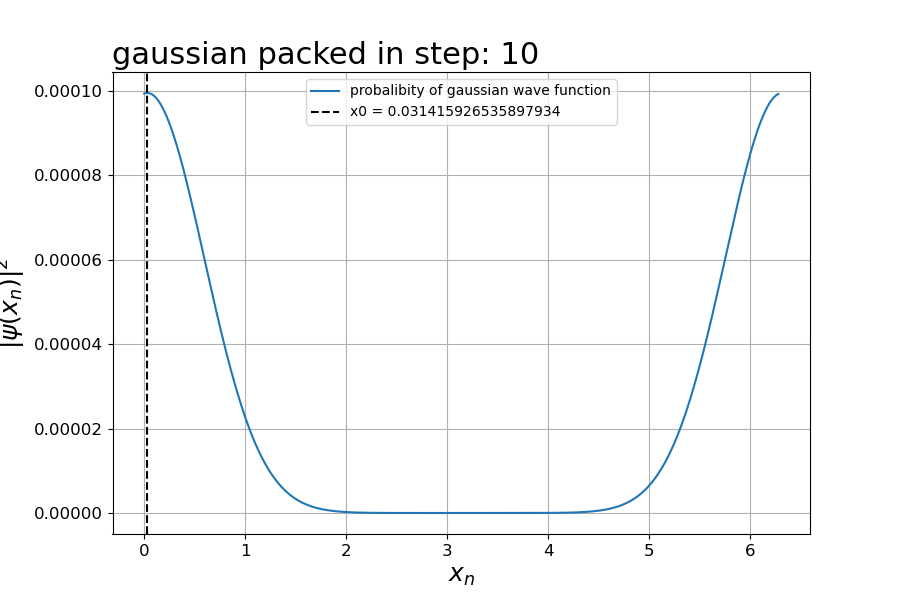 gaussian packed in step: 10
probalibity of gaussian wave function
x0 = 0.031415926535897934
|ψ(xₙ)|²
0.00010
0.00008
0.00006
0.00004
0.00002
0.00000
0 1 2 3 4 5 6
xₙ